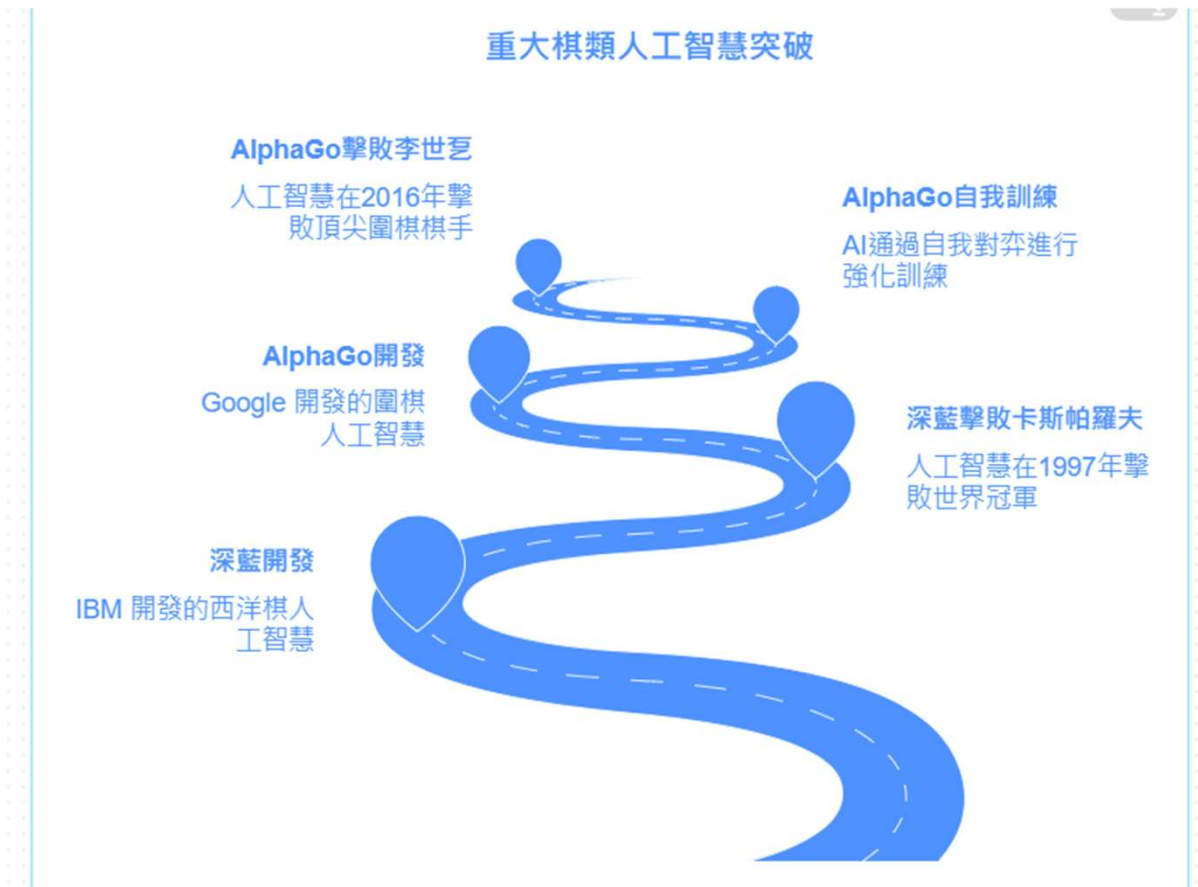 重大棋類人工智慧突破
AlphaGo擊敗李世乭
人工智慧在2016年擊
敗頂尖圍棋棋手
AlphaGo自我訓練
AI通過自我對弈進行
強化訓練
AlphaGo開發
Google 開發的圍棋
人工智慧
深藍擊敗卡斯帕羅夫
人工智慧在1997年擊
敗世界冠軍
深藍開發
IBM 開發的西洋棋人
工智慧